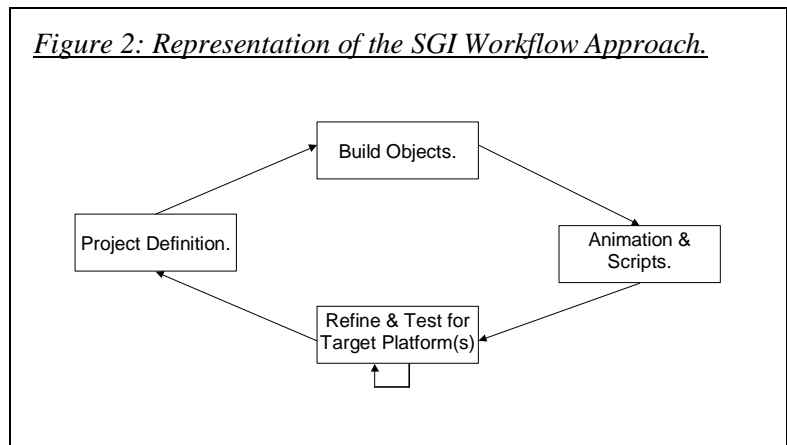 Figure 2: Representation of the SGI Workflow Approach.
Build Objects.
Project Definition.
Animation &
Scripts.
Refine & Test for
Target Platform(s)